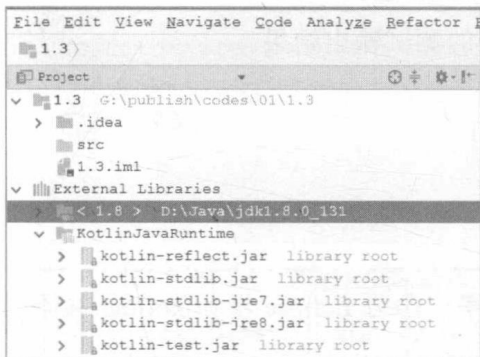 File Edit View Navigate Code Analyze Refactor
1.3
Project
1.3 G:\publish\codes\01\1.3
.idea
src
1.3.iml
External Libraries
< 1.8 > D:\Java\jdk1.8.0_131
KotlinJavaRuntime
kotlin-reflect.jar library root
kotlin-stdlib.jar library root
kotlin-stdlib-jre7.jar library root
kotlin-stdlib-jre8.jar library root
kotlin-test.jar library root